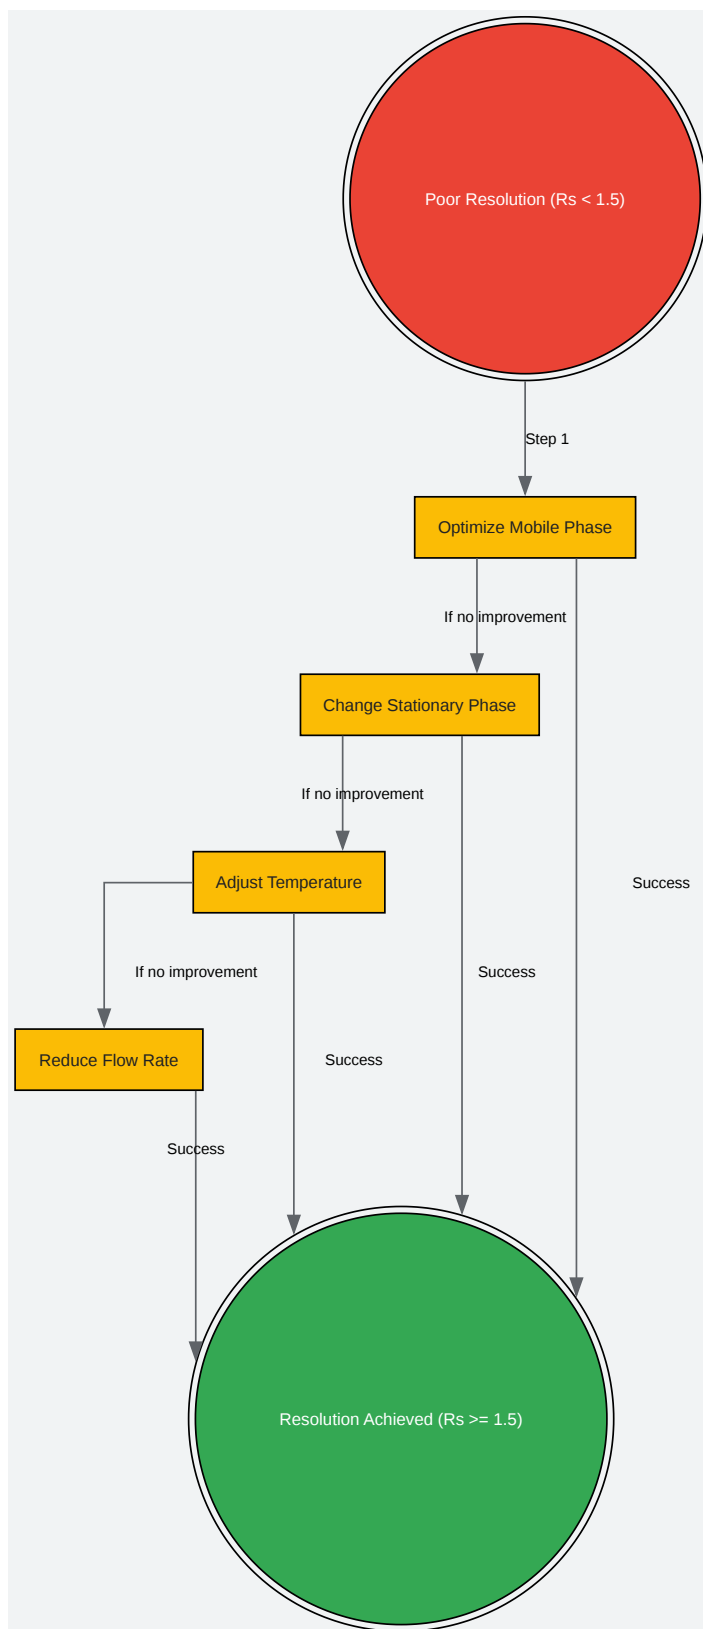 Poor Resolution (Rs < 1.5)
Step 1
Optimize Mobile Phase
If no improvement
Change Stationary Phase
If no improvement
Adjust Temperature
Success
If no improvement
Success
Reduce Flow Rate
Success
Success
Resolution Achieved (Rs >= 1.5)